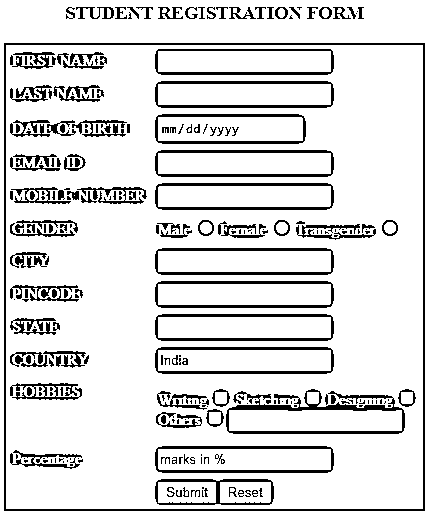 STUDENT REGISTRATION FORM
FIRST NAME
LAST NAME
DATE OF BIRTH mm/dd/yyyy
EMAIL ID
MOBILE NUMBER
GENDER Male Female Transgender
CITY
PINCODE
STATE
COUNTRY India
HOBBIES
Writing Sketching Designing
Others
Percentage marks in %
Submit Reset